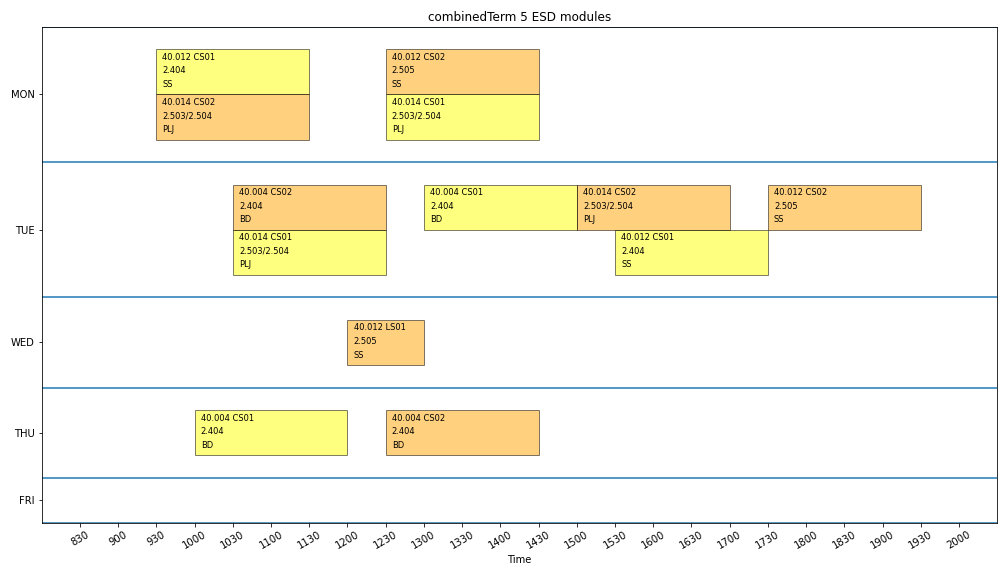 combinedTerm 5 ESD modules
MON
40.012 CS01
2.404
SS
40.014 CS02
2.503/2.504
PLJ
40.012 CS02
2.505
SS
40.014 CS01
2.503/2.504
PLJ
TUE
40.004 CS02
2.404
BD
40.014 CS01
2.503/2.504
PLJ
40.004 CS01
2.404
BD
40.014 CS02
2.503/2.504
PLJ
40.012 CS01
2.404
SS
40.012 CS02
2.505
SS
WED
40.012 LS01
2.505
SS
THU
40.004 CS01
2.404
BD
40.004 CS02
2.404
BD
FRI
830 900 930 1000 1030 1100 1130 1200 1230 1300 1330 1400 1430 1500 1530 1600 1630 1700 1730 1800 1830 1900 1930 2000
Time